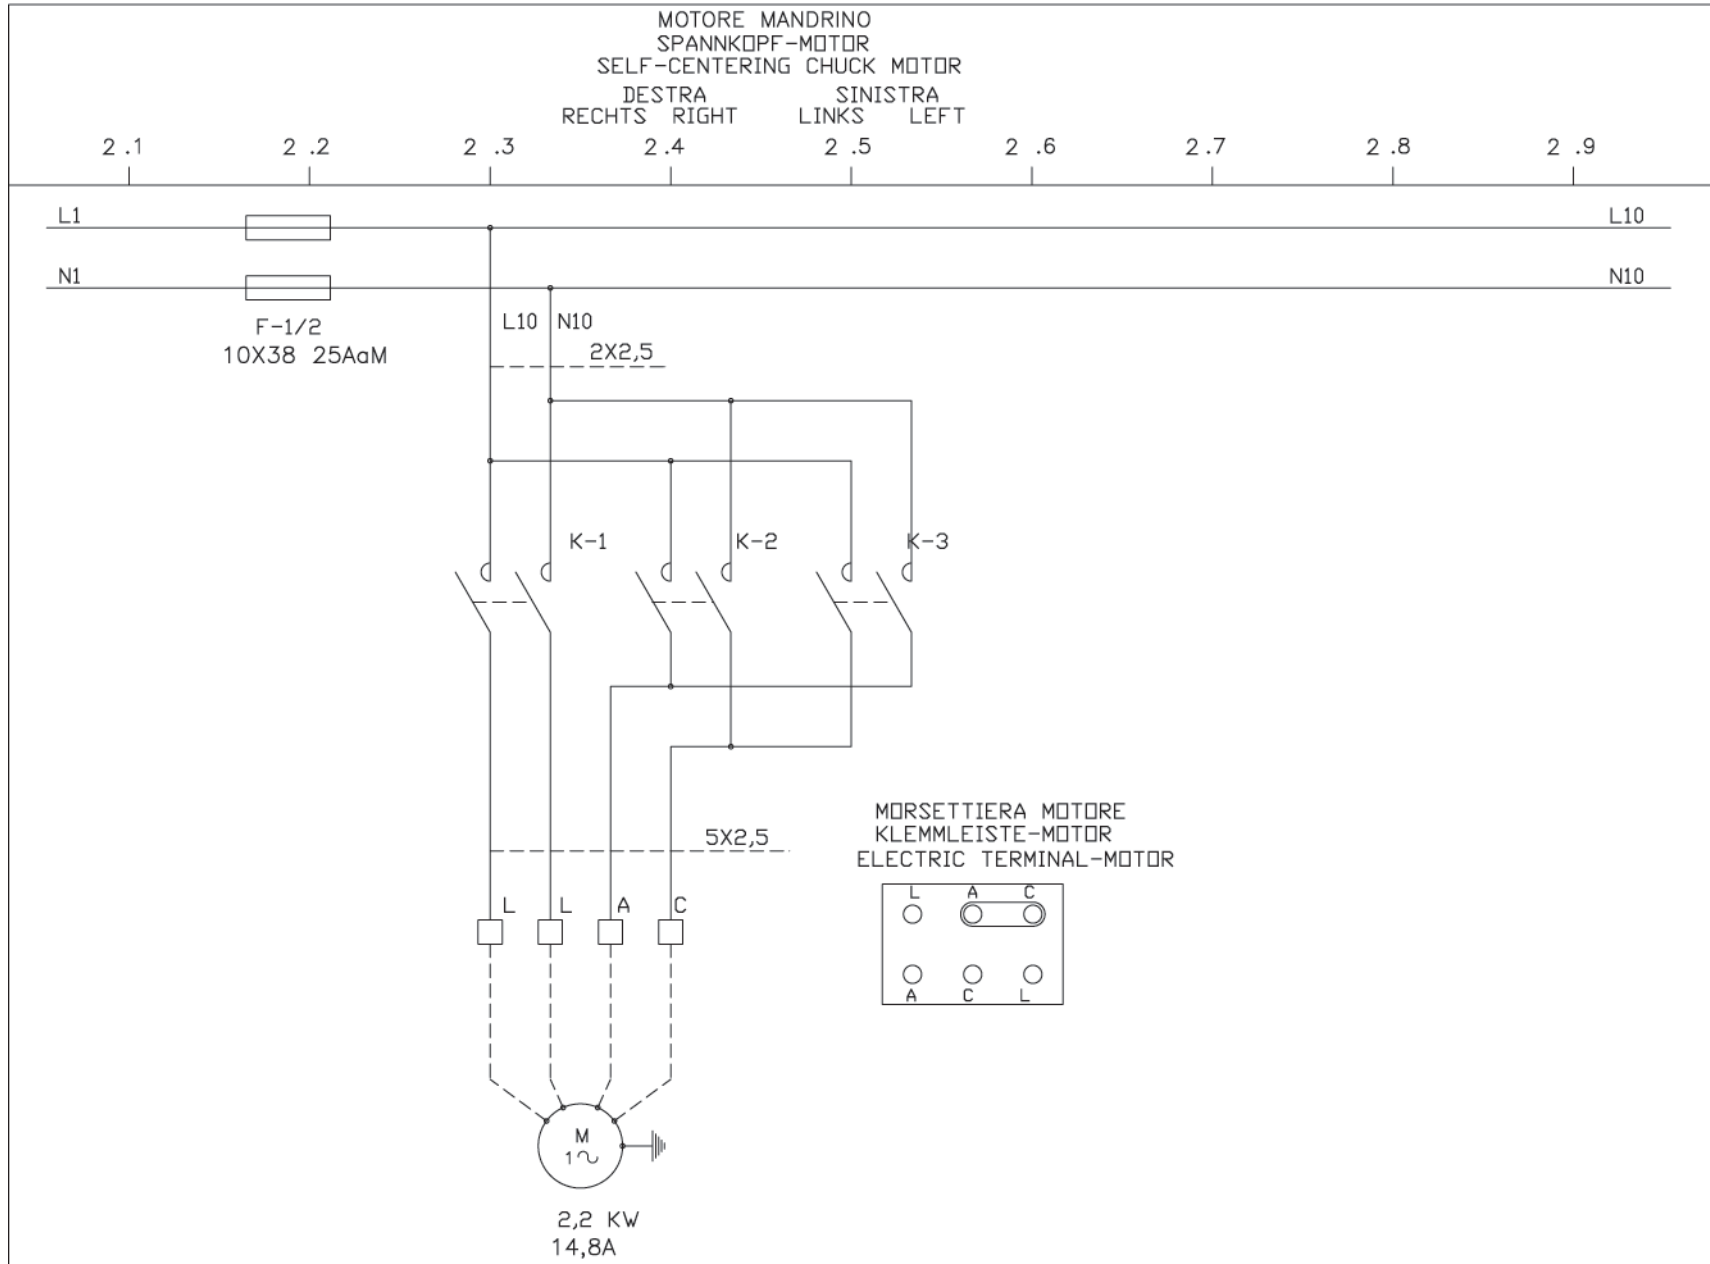 MOTORE MANDRINO
SPANNKOPF-MOTOR
SELF-CENTERING CHUCK MOTOR
DESTRA SINISTRA
RECHTS RIGHT LINKS LEFT
2 .1 2 .2 2 .3 2 .4 2 .5 2 .6 2.7 2 .8 2 .9
L1 L10
N1 N10
F-1/2
10X38 25AaM
L10 N10
2X2,5
K-1 K-2 K-3
5X2,5
MORSETTIERA MOTORE
KLEMMLEISTE-MOTOR
ELECTRIC TERMINAL-MOTOR
L A C
A C L
L L A C
M
1~
2,2 KW
14,8A